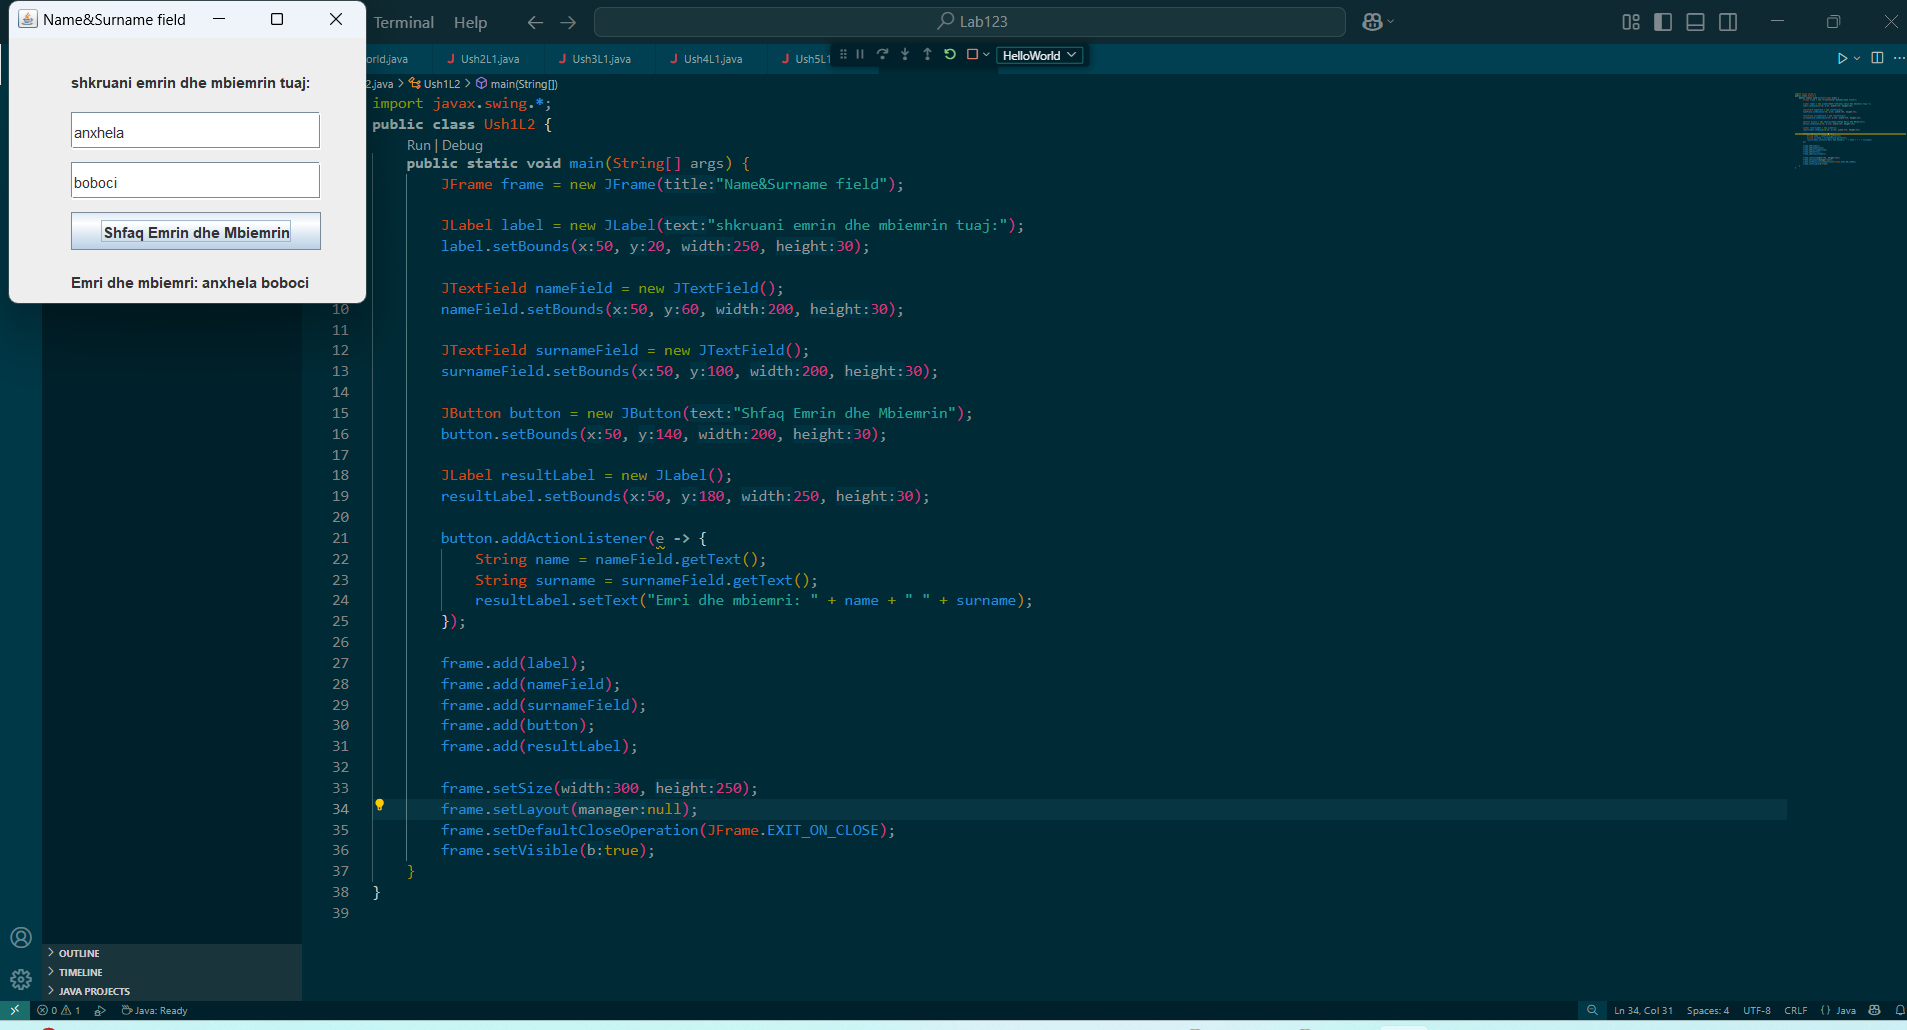 Name&Surname field
shkruani emrin dhe mbiemrin tuaj:
anxhela
boboci
Shfaq Emrin dhe Mbiemrin
Emri dhe mbiemri: anxhela boboci
Terminal Help
Lab123
Ush2L1.java
Ush3L1.java
Ush4L1.java
Ush5L1
HelloWorld
2.java > Ush1L2 > main(String[])
import javax.swing.*;
public class Ush1L2 {
Run | Debug
public static void main(String[] args) {
JFrame frame = new JFrame(title:"Name&Surname field");
JLabel label = new JLabel(text:"shkruani emrin dhe mbiemrin tuaj:");
label.setBounds(x:50, y:20, width:250, height:30);
JTextField nameField = new JTextField();
10 nameField.setBounds(x:50, y:60, width:200, height:30);
11
12 JTextField surnameField = new JTextField();
13 surnameField.setBounds(x:50, y:100, width:200, height:30);
14
15 JButton button = new JButton(text:"Shfaq Emrin dhe Mbiemrin");
16 button.setBounds(x:50, y:140, width:200, height:30);
17
18 JLabel resultLabel = new JLabel();
19 resultLabel.setBounds(x:50, y:180, width:250, height:30);
20
21 button.addActionListener(e -> {
22 String name = nameField.getText();
23 String surname = surnameField.getText();
24 resultLabel.setText("Emri dhe mbiemri: " + name + " " + surname);
25 });
26
27 frame.add(label);
28 frame.add(nameField);
29 frame.add(surnameField);
30 frame.add(button);
31 frame.add(resultLabel);
32
33 frame.setSize(width:300, height:250);
34 frame.setLayout(manager:null);
35 frame.setDefaultCloseOperation(JFrame.EXIT_ON_CLOSE);
36 frame.setVisible(b:true);
37 }
38 }
39
OUTLINE
TIMELINE
JAVA PROJECTS
0 1 Java: Ready
Ln 34, Col 31 Spaces: 4 UTF-8 CRLF {} Java